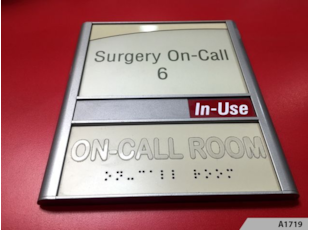 Surgery On-Call
6
In-Use
ON-CALL ROOM
⠕⠝⠤⠉⠁⠇⠇ ⠗⠕⠕⠍
A1719